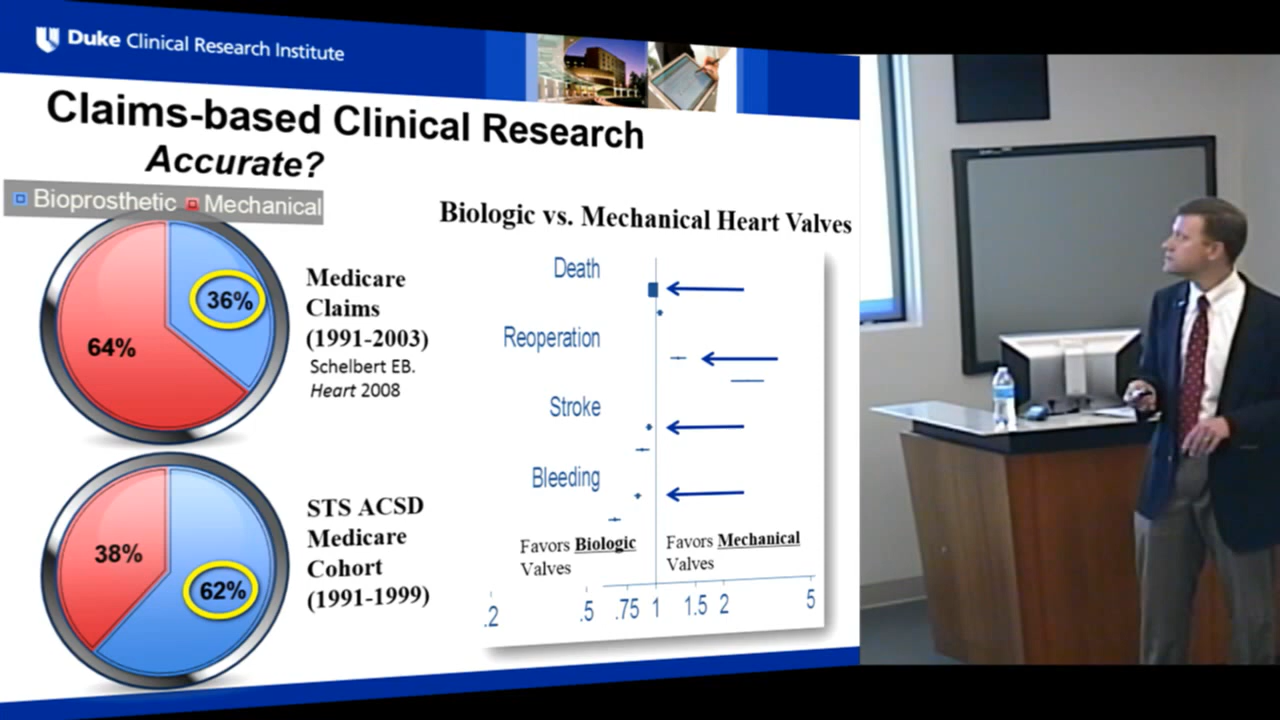 Duke Clinical Research Institute
Claims-based Clinical Research
Accurate?
Bioprosthetic Mechanical
36%
64%
Medicare
Claims
(1991-2003)
Schelbert EB.
Heart 2008
38%
62%
STS ACSD
Medicare
Cohort
(1991-1999)
Biologic vs. Mechanical Heart Valves
Death
Reoperation
Stroke
Bleeding
Favors Biologic
Valves
Favors Mechanical
Valves
.2 .5 .75 1 1.5 2 5